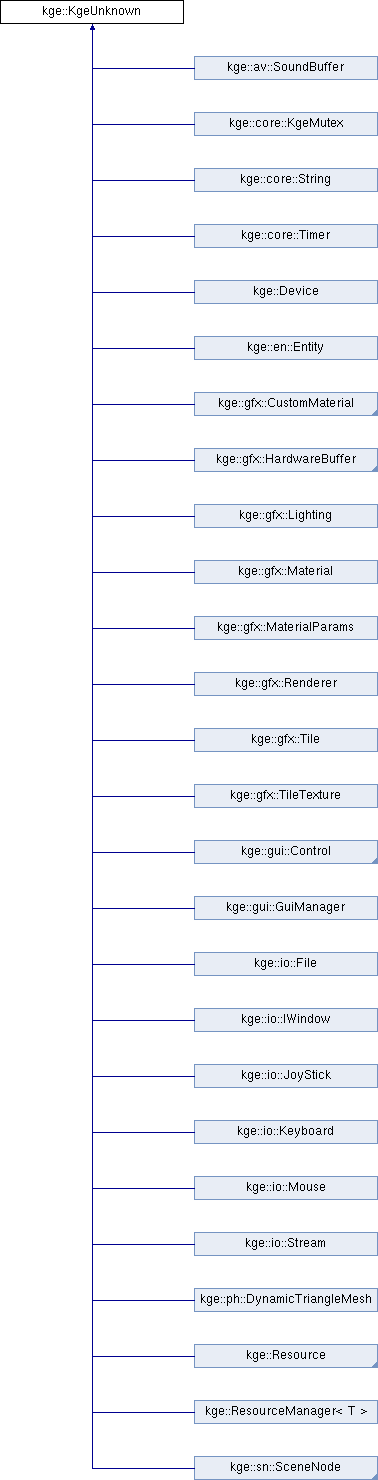 kge::KgeUnknown
kge::av::SoundBuffer
kge::core::KgeMutex
kge::core::String
kge::core::Timer
kge::Device
kge::en::Entity
kge::gfx::CustomMaterial
kge::gfx::HardwareBuffer
kge::gfx::Lighting
kge::gfx::Material
kge::gfx::MaterialParams
kge::gfx::Renderer
kge::gfx::Tile
kge::gfx::TileTexture
kge::gui::Control
kge::gui::GuiManager
kge::io::File
kge::io::IWindow
kge::io::JoyStick
kge::io::Keyboard
kge::io::Mouse
kge::io::Stream
kge::ph::DynamicTriangleMesh
kge::Resource
kge::ResourceManager< T >
kge::sn::SceneNode